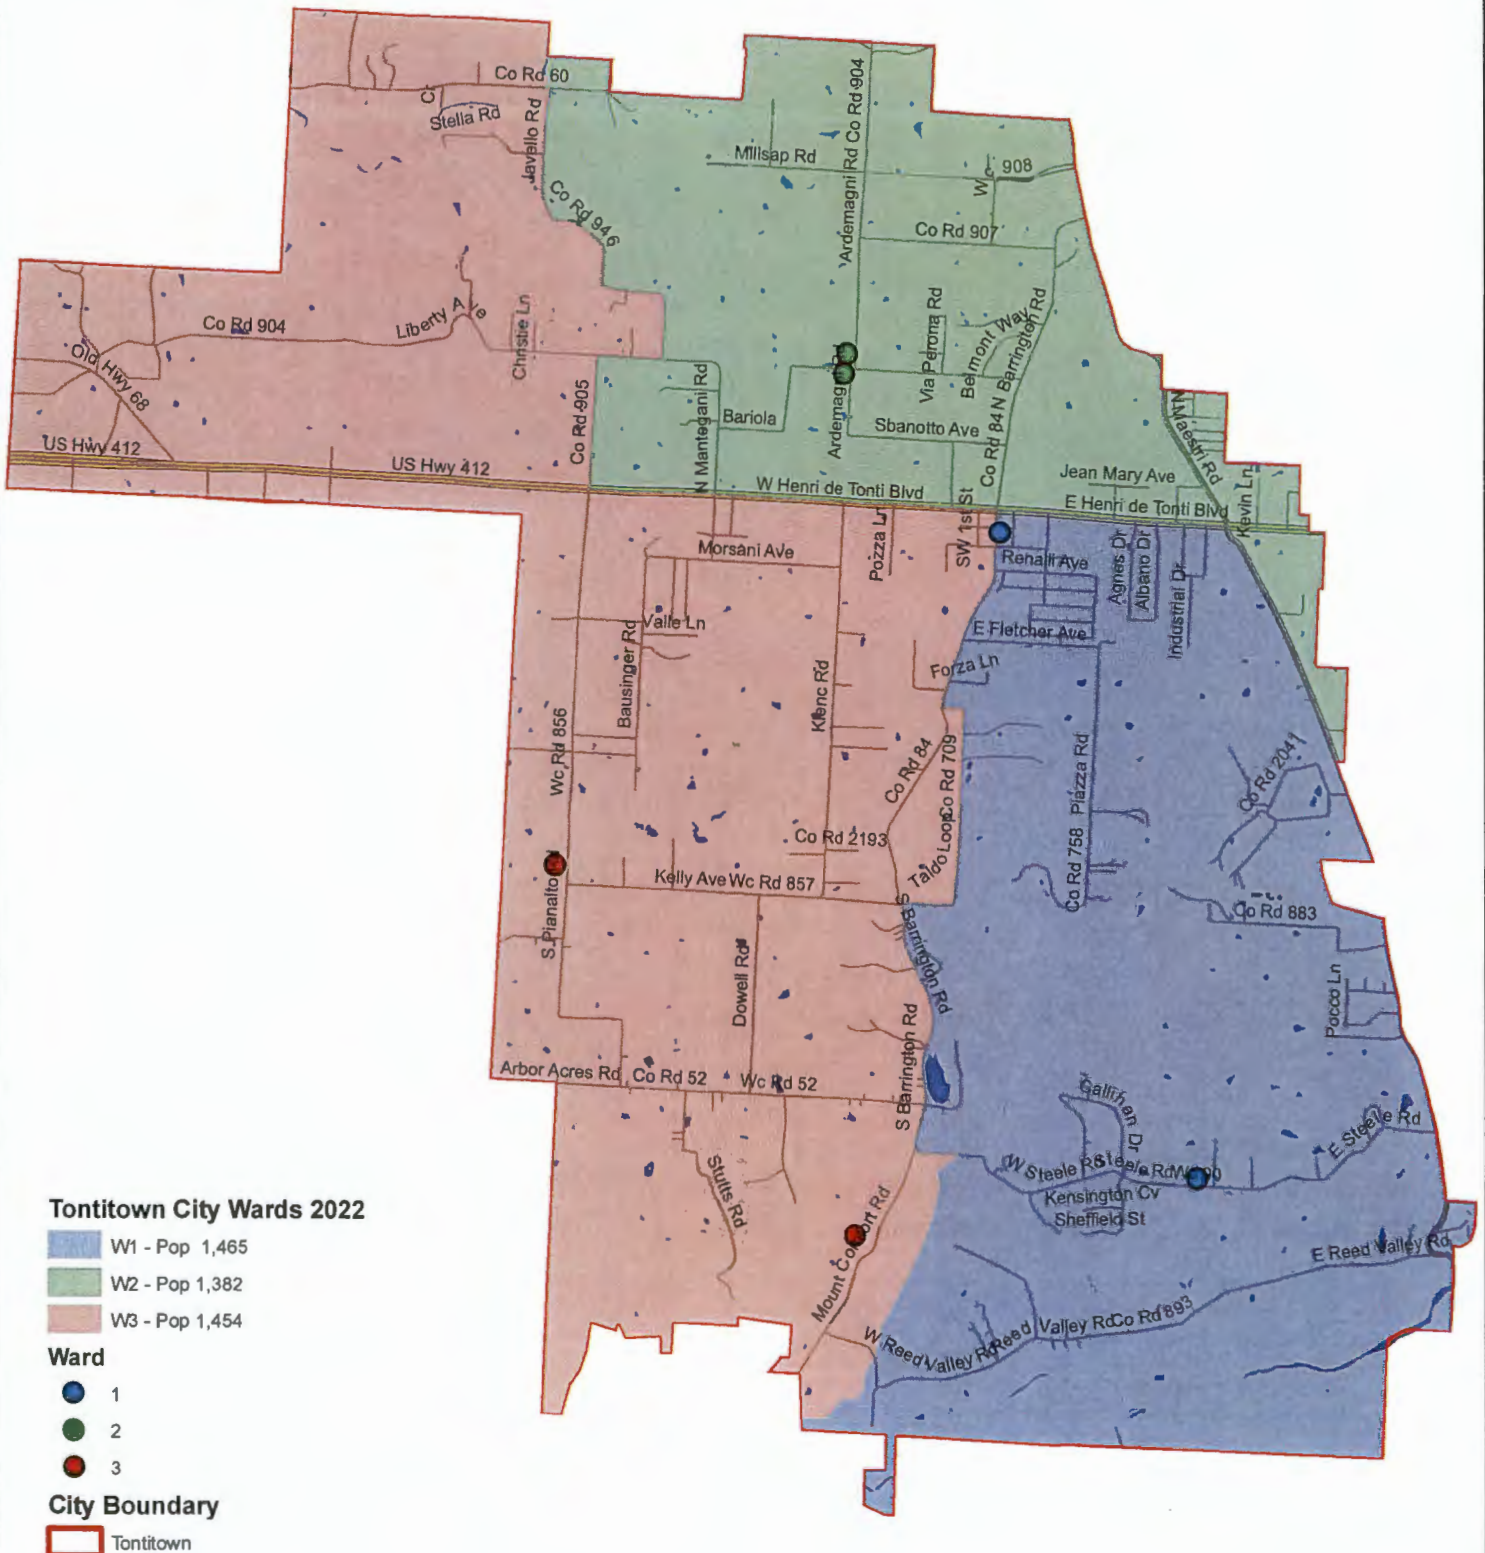 Co Rd 60
Stella Rd
Javello Rd
Co Rd 946
Co Rd 904
Ardemagni Rd
Millsap Rd
908
Co Rd 907
Co Rd 904
Liberty Ave
Christie Ln
Old Hwy 68
US Hwy 412
US Hwy 412
Co Rd 905
N Mantegani Rd
Bariola
Via Perona Rd
Belmont Way
N Barrington Rd
Co Rd 84
Sbanotto Ave
W Henri de Tonti Blvd
Jean Mary Ave
E Henri de Tonti Blvd
Kevin Ln
Morsani Ave
Pozza Ln
SW 1st St
Agnes Dr
Albano Dr
Industrial Dr
E Fletcher Ave
Valle Ln
Bausinger Rd
Klenc Rd
Forza Ln
Wc Rd 856
Co Rd 84
Co Rd 709
Piazza Rd
Co Rd 2041
Co Rd 2193
Taldo Loop
Co Rd 758
Kelly Ave
Wc Rd 857
Co Rd 883
S Pianalto
Dowell Rd
S Barrington Rd
Pocco Ln
S Barrington Rd
Arbor Acres Rd
Co Rd 52
Wc Rd 52
Callihan Dr
E Steele Rd
W Steele Rd
Steele Rd
Kensington Cv
Sheffield St
Stutts Rd
Mount Comfort Rd
E Reed Valley Rd
W Reed Valley Rd
Reed Valley Rd
Co Rd 893
Tontitown City Wards 2022
W1 - Pop 1,465
W2 - Pop 1,382
W3 - Pop 1,454
Ward
1
2
3
City Boundary
Tontitown